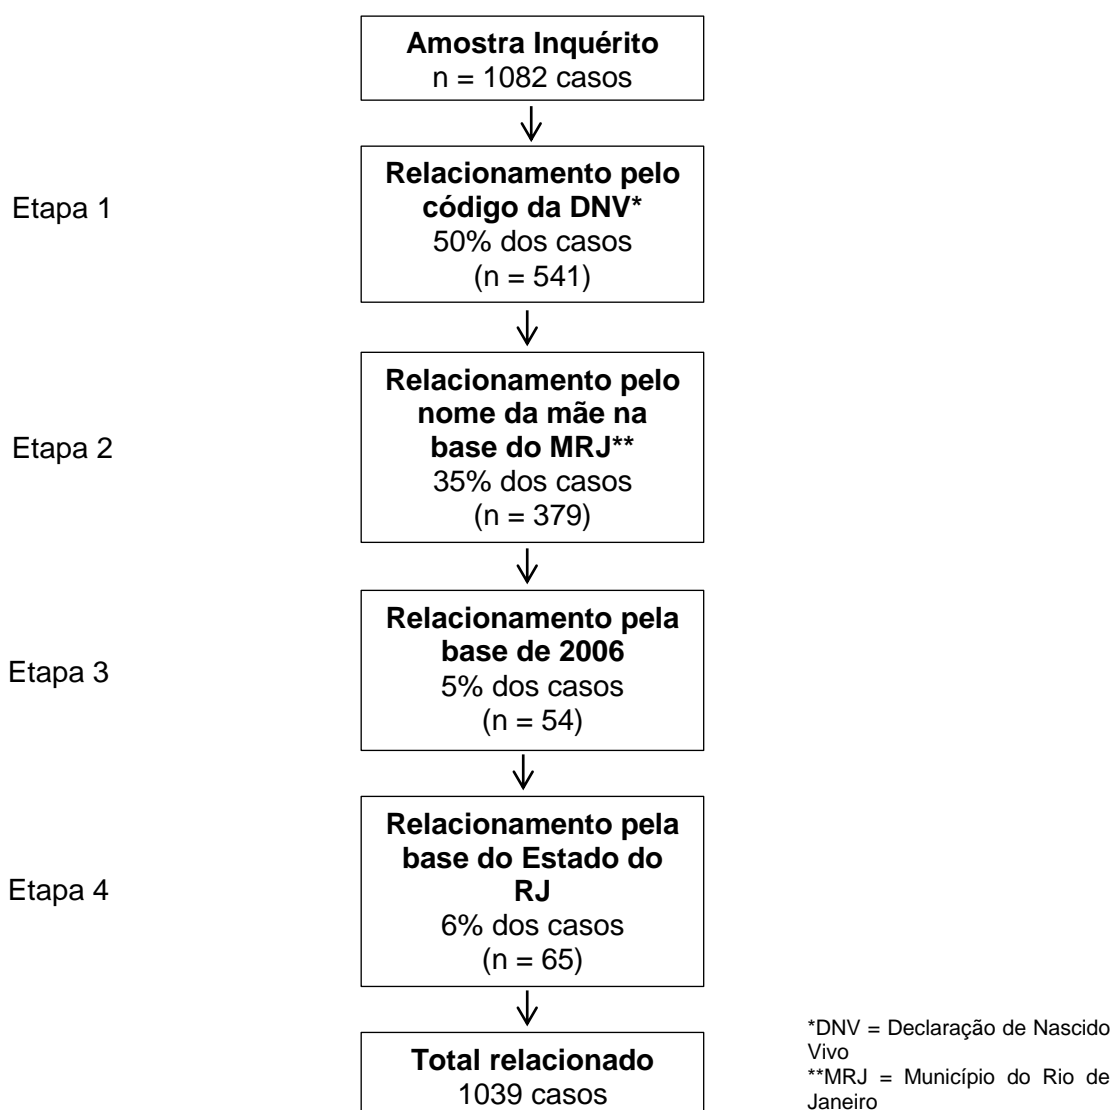 Amostra Inquérito
n = 1082 casos
Etapa 1
Relacionamento pelo
código da DNV*
50% dos casos
(n = 541)
Etapa 2
Relacionamento pelo
nome da mãe na
base do MRJ**
35% dos casos
(n = 379)
Etapa 3
Relacionamento pela
base de 2006
5% dos casos
(n = 54)
Etapa 4
Relacionamento pela
base do Estado do
RJ
6% dos casos
(n = 65)
Total relacionado
1039 casos
*DNV = Declaração de Nascido
Vivo
**MRJ = Município do Rio de
Janeiro